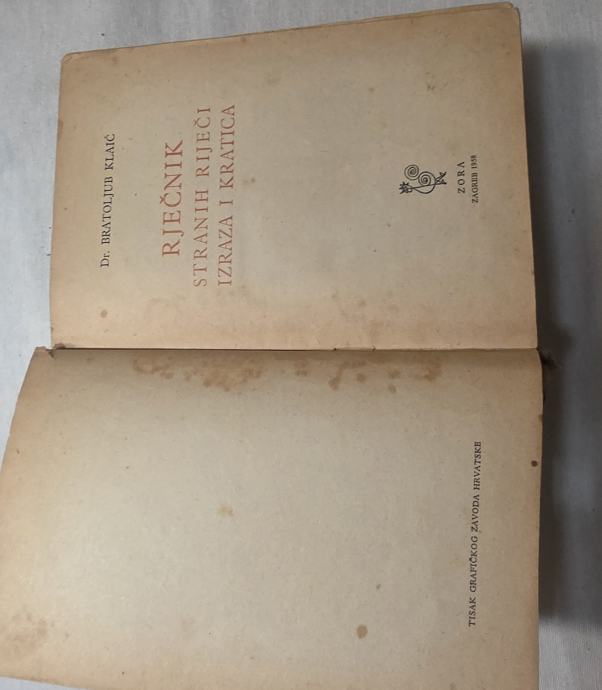 Dr. BRATOLJUB KLAIĆ
RJEČNIK
STRANIH RIJEČI
IZRAZA I KRATICA
ZORA
ZAGREB 1958
TISAK GRAFIČKOG ZAVODA HRVATSKE